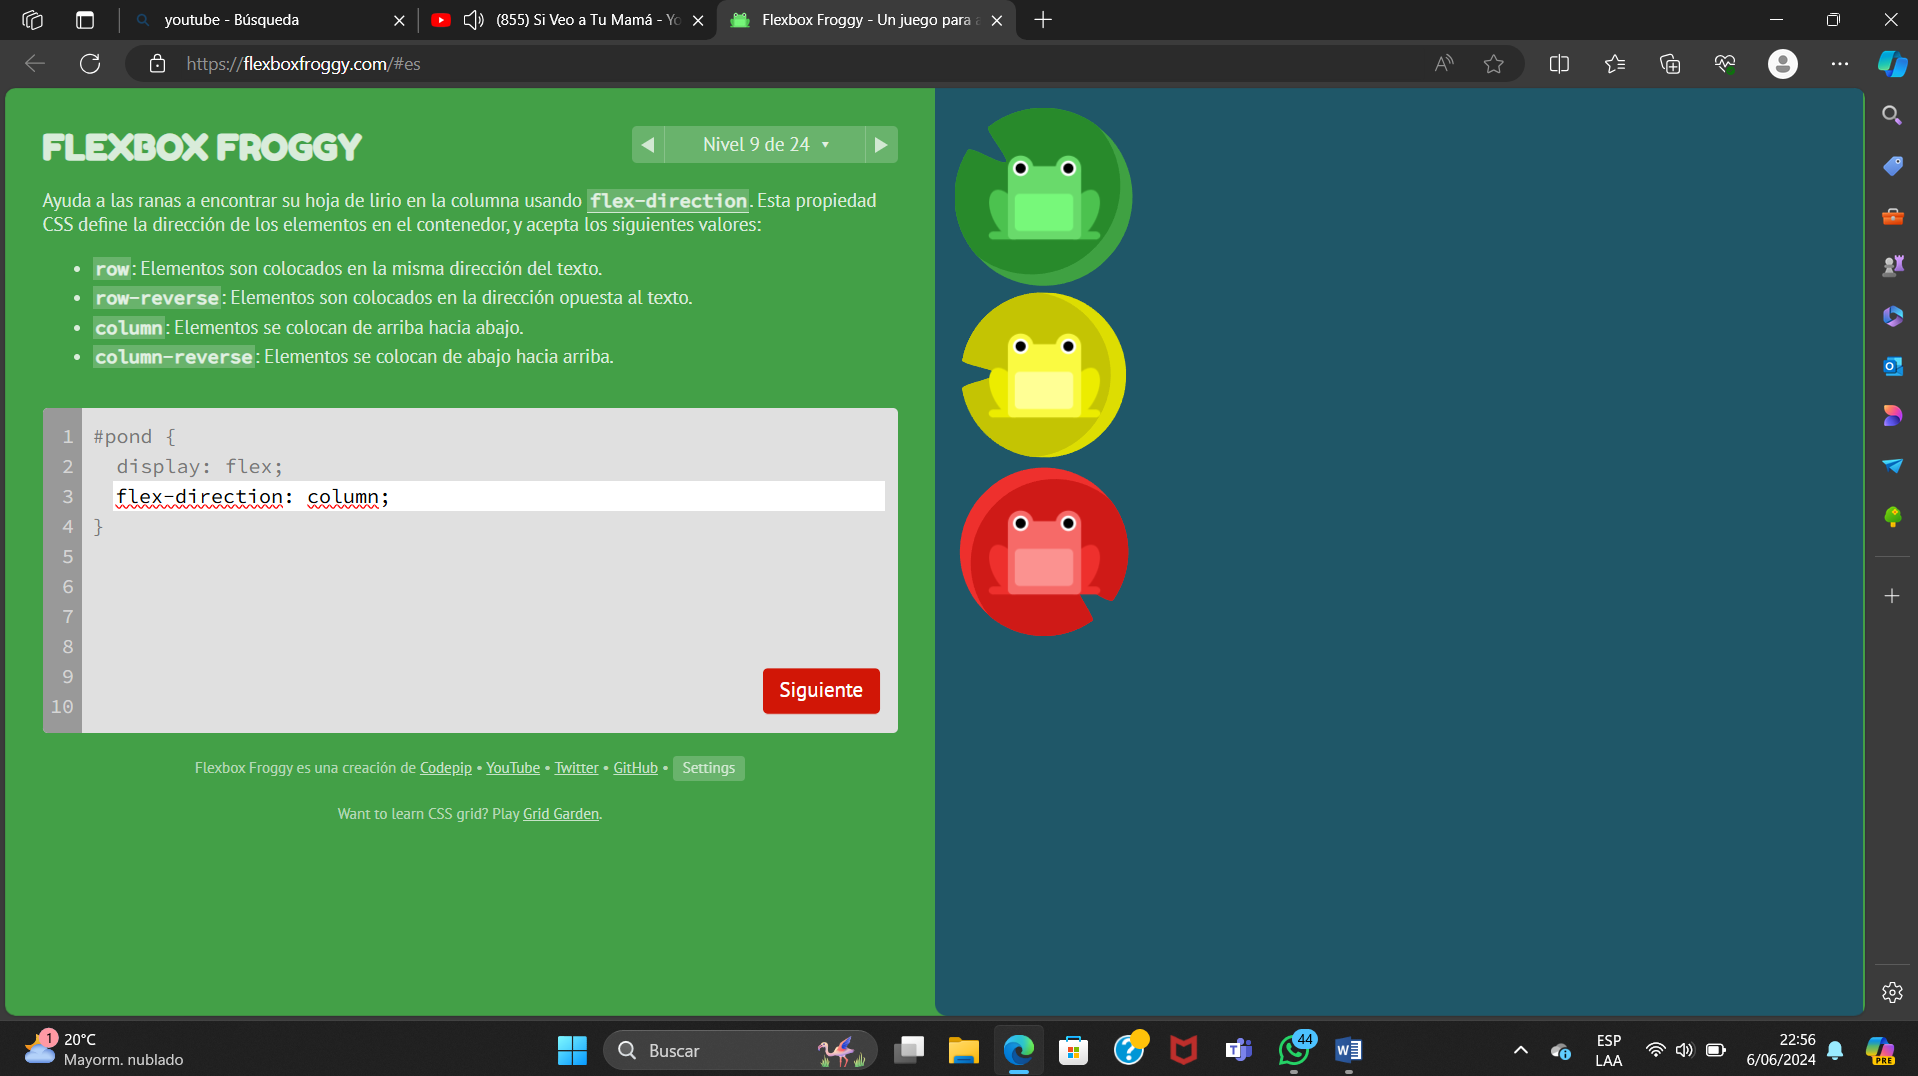 youtube - Búsqueda
(855) Si Veo a Tu Mamá - Yo
Flexbox Froggy - Un juego para a
https://flexboxfroggy.com/#es
FLEXBOX FROGGY
Nivel 9 de 24 ▾
Ayuda a las ranas a encontrar su hoja de lirio en la columna usando flex-direction. Esta propiedad
CSS define la dirección de los elementos en el contenedor, y acepta los siguientes valores:
• row: Elementos son colocados en la misma dirección del texto.
• row-reverse: Elementos son colocados en la dirección opuesta al texto.
• column: Elementos se colocan de arriba hacia abajo.
• column-reverse: Elementos se colocan de abajo hacia arriba.
1 #pond {
2 display: flex;
3 flex-direction: column;
4 }
5
6
7
8
9
10
Siguiente
Flexbox Froggy es una creación de Codepip • YouTube • Twitter • GitHub • Settings
Want to learn CSS grid? Play Grid Garden.
1
20°C
Mayorm. nublado
Buscar
44
ESP
LAA
22:56
6/06/2024
PRE